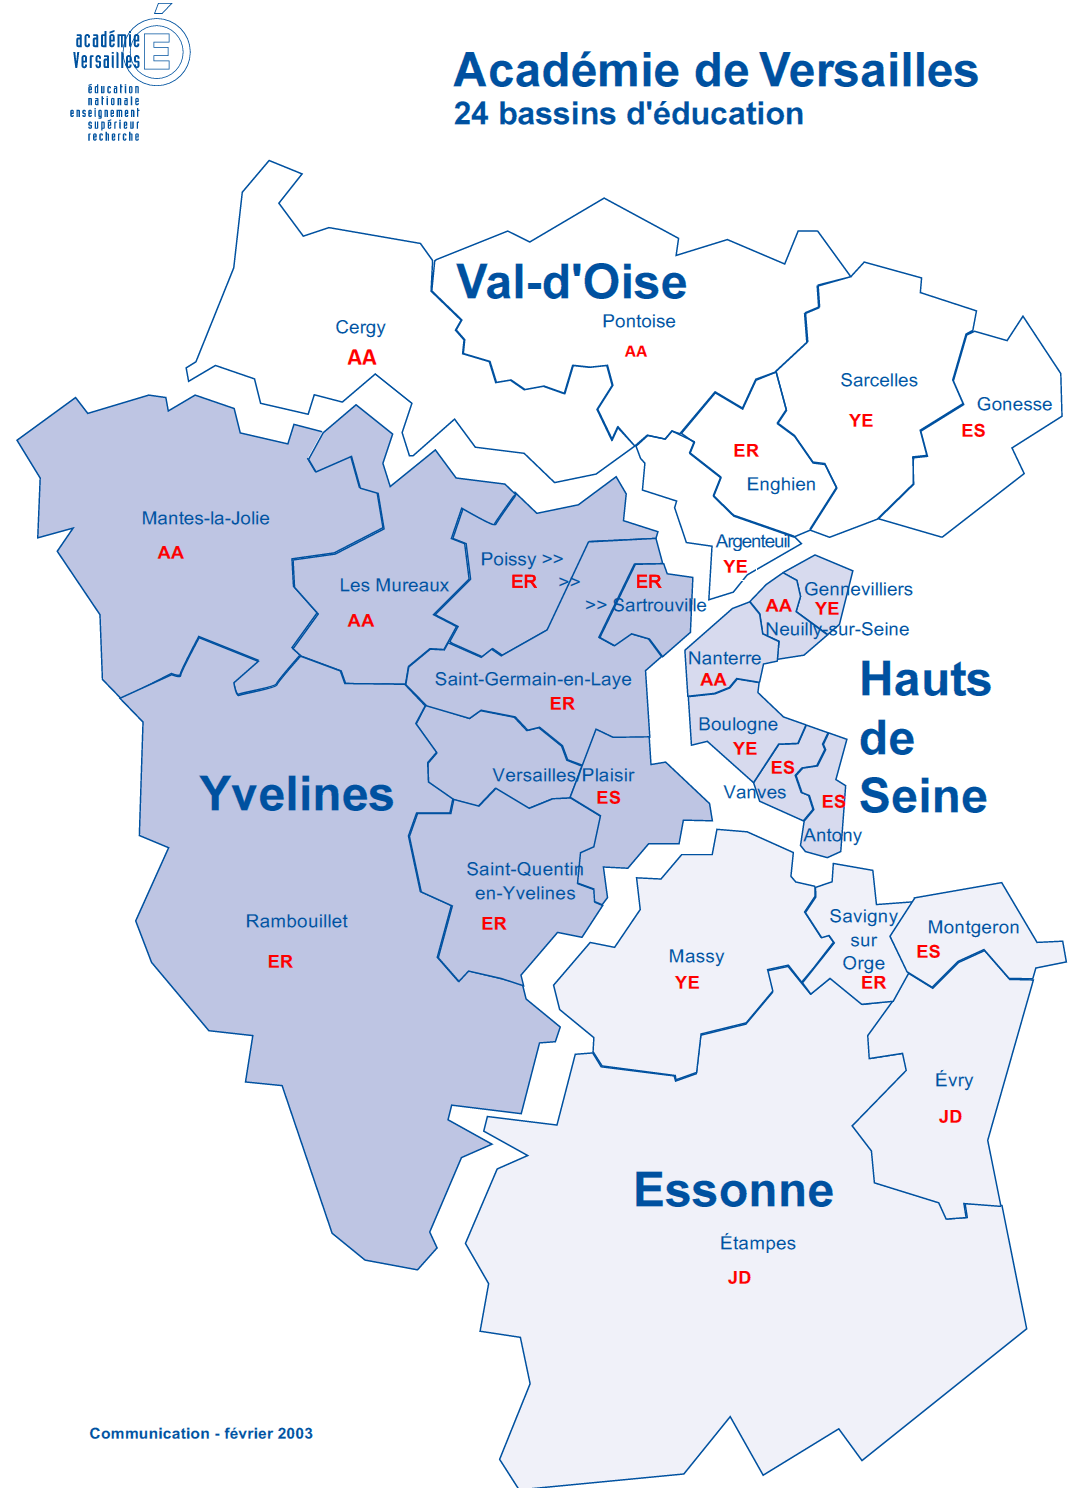 académie
Versailles
É
éducation
nationale
enseignement
supérieur
recherche
Académie de Versailles
24 bassins d'éducation
Val-d'Oise
Cergy
AA
Pontoise
AA
Sarcelles
YE
Gonesse
ES
ER
Enghien
Argenteuil
YE
Mantes-la-Jolie
AA
Les Mureaux
AA
Poissy >>
ER
>>
ER
>> Sartrouville
Gennevilliers
AA
YE
Neuilly-sur-Seine
Nanterre
AA
Saint-Germain-en-Laye
ER
Hauts
de
Seine
Boulogne
YE
ES
Vanves
ES
Antony
Yvelines
Versailles/Plaisir
ES
Saint-Quentin
en-Yvelines
ER
Rambouillet
ER
Massy
YE
Savigny
sur
Orge
ER
Montgeron
ES
Évry
JD
Essonne
Étampes
JD
Communication - février 2003